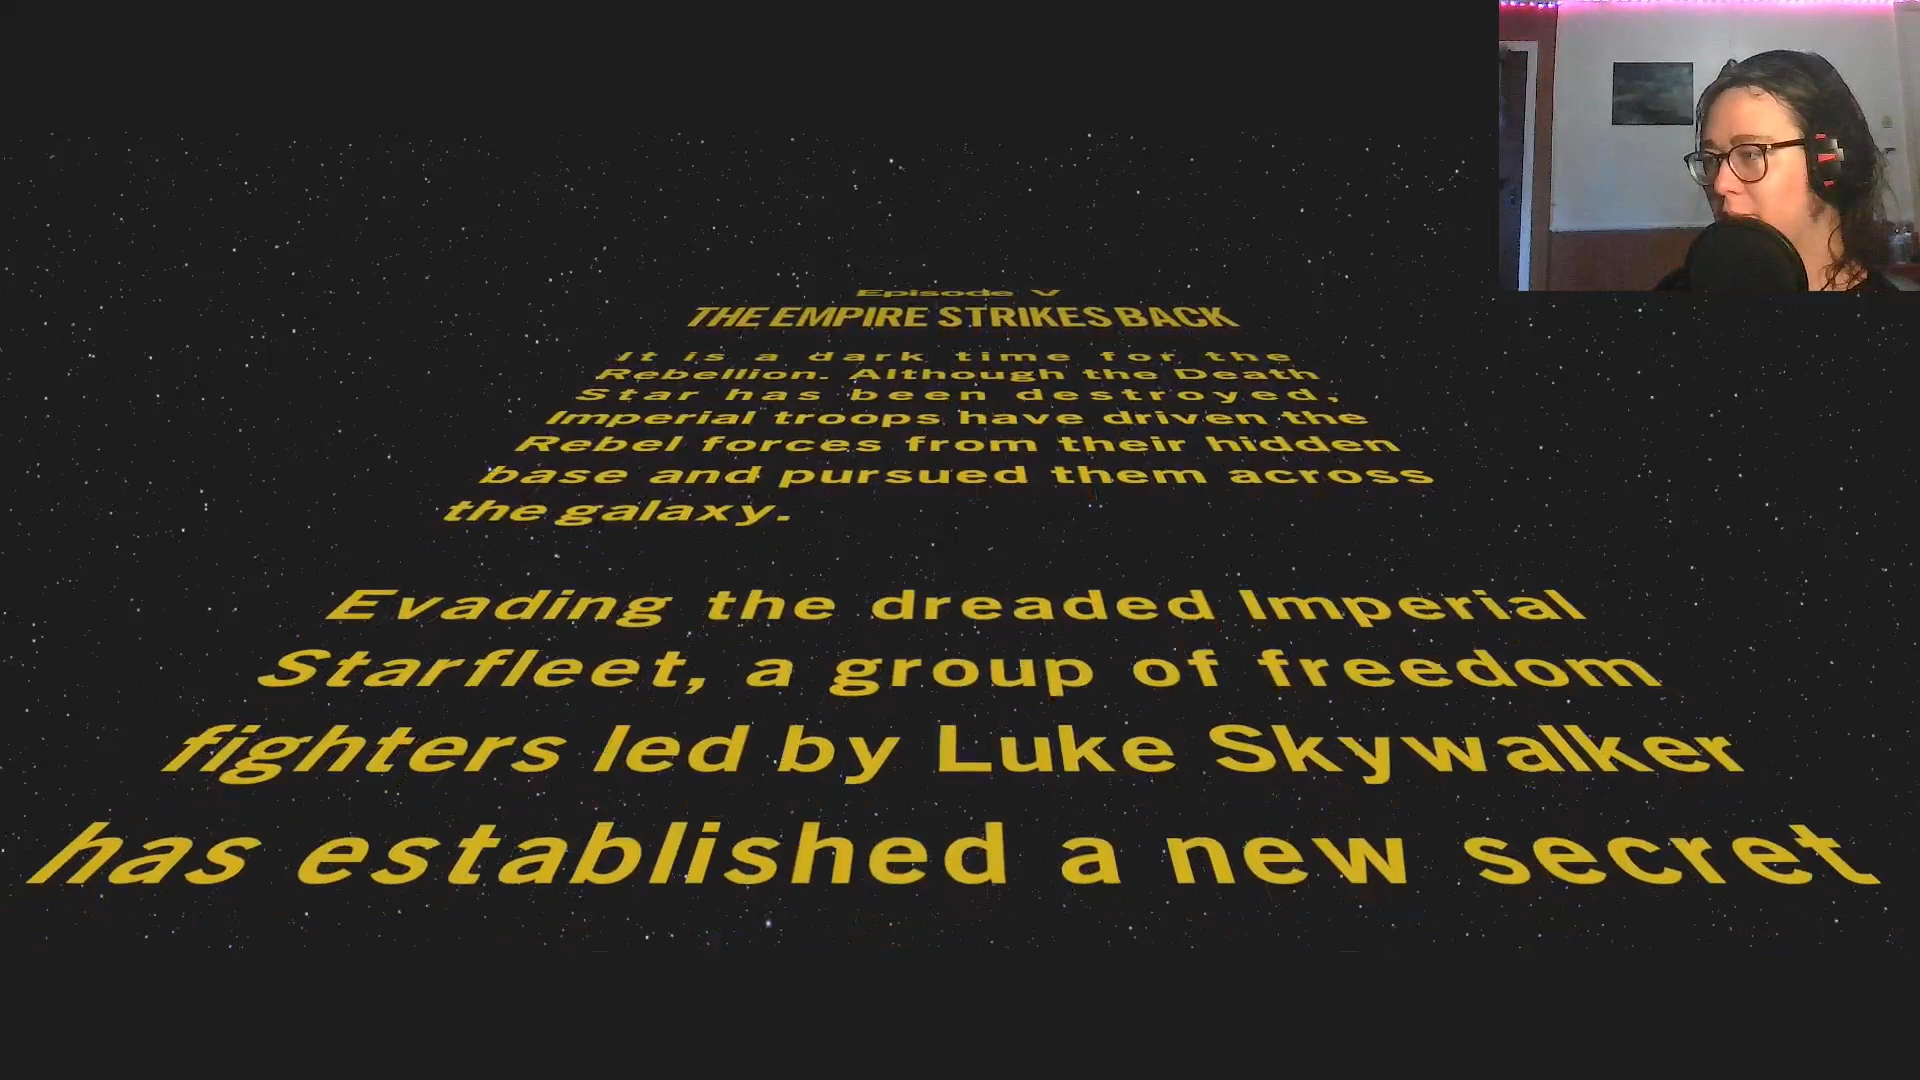 Episode V
THE EMPIRE STRIKES BACK
It is a dark time for the
Rebellion. Although the Death
Star has been destroyed,
Imperial troops have driven the
Rebel forces from their hidden
base and pursued them across
the galaxy.
Evading the dreaded Imperial
Starfleet, a group of freedom
fighters led by Luke Skywalker
has established a new secret